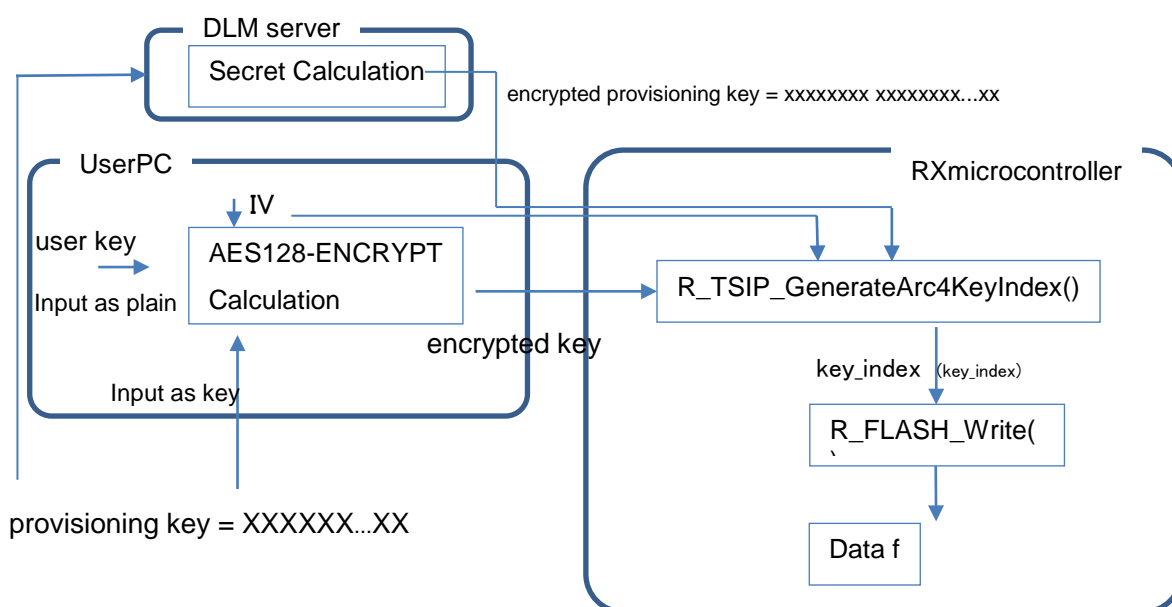 DLM server
Secret Calculation
encrypted provisioning key = xxxxxxxx xxxxxxxx...xx
UserPC
RXmicrocontroller
IV
user key
AES128-ENCRYPT
Calculation
Input as plain
R_TSIP_GenerateArc4KeyIndex()
encrypted key
key_index (key_index)
Input as key
R_FLASH_Write(
provisioning key = XXXXXX...XX
Data f